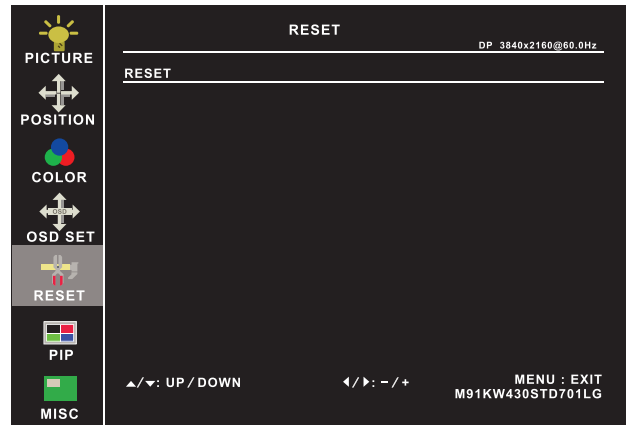 RESET
DP 3840x2160@60.0Hz
RESET
PICTURE
POSITION
COLOR
OSD
OSD SET
RESET
PIP
MISC
▲/▼: UP/DOWN
◀/▶: -/+
MENU : EXIT
M91KW430STD701LG